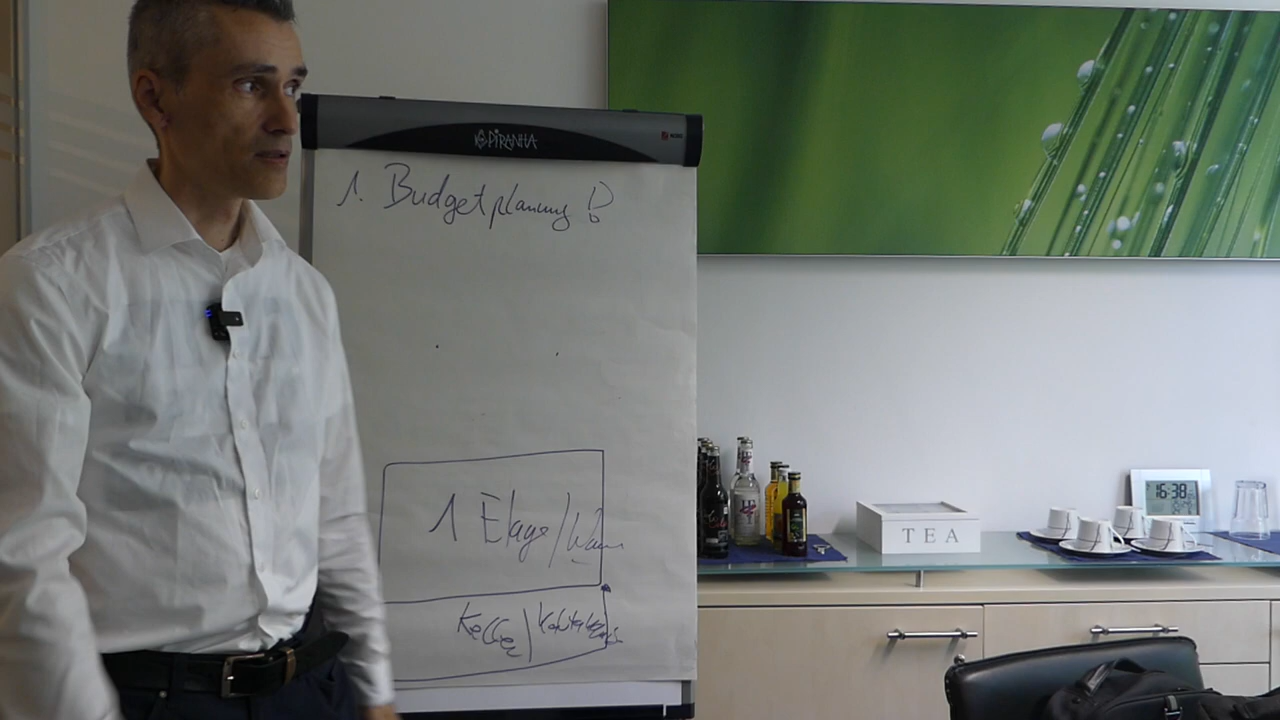 PIRANHA
1. Budgetplanung !
1 Etage/
Keller/
TEA
16:38